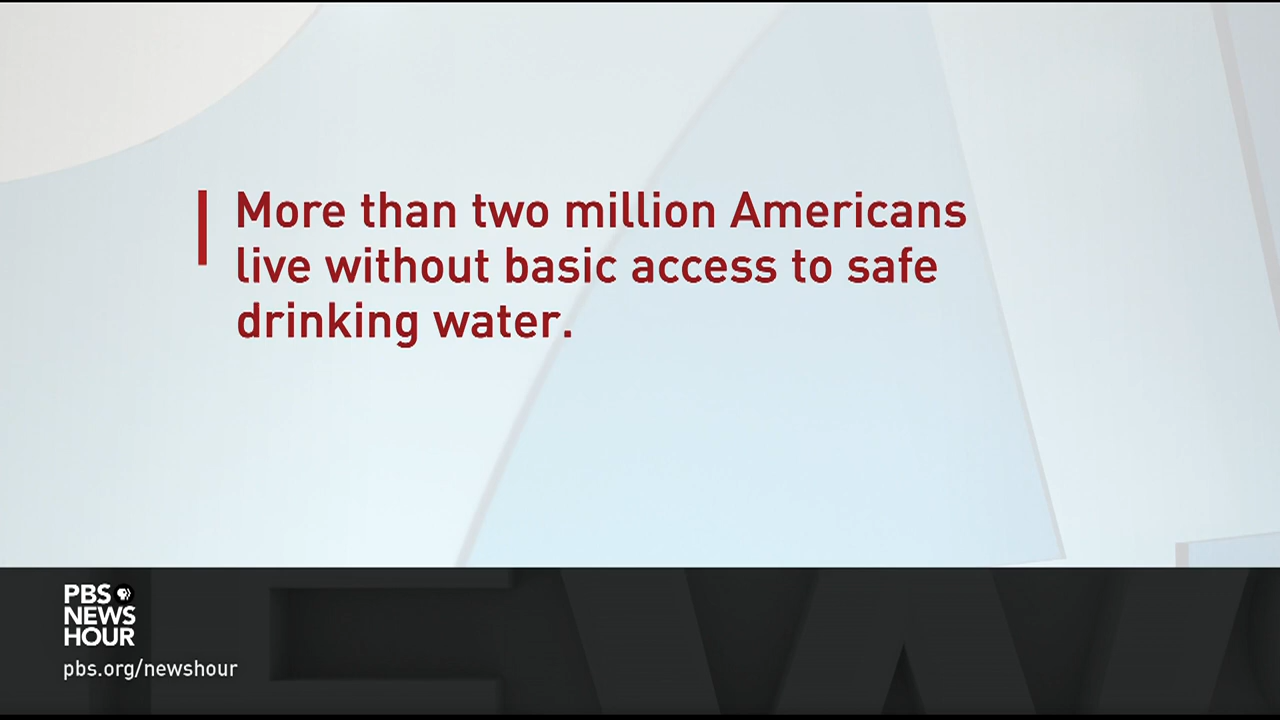 More than two million Americans
live without basic access to safe
drinking water.
PBS
NEWS
HOUR
pbs.org/newshour